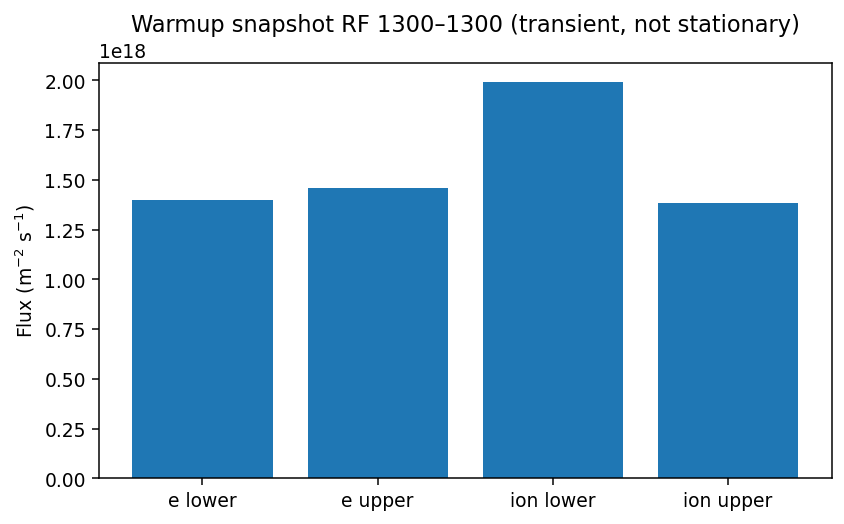 Warmup snapshot RF 1300–1300 (transient, not stationary)
1e18
2.00
1.75
1.50
1.25
1.00
0.75
0.50
0.25
0.00
Flux (m⁻² s⁻¹)
e lower e upper ion lower ion upper